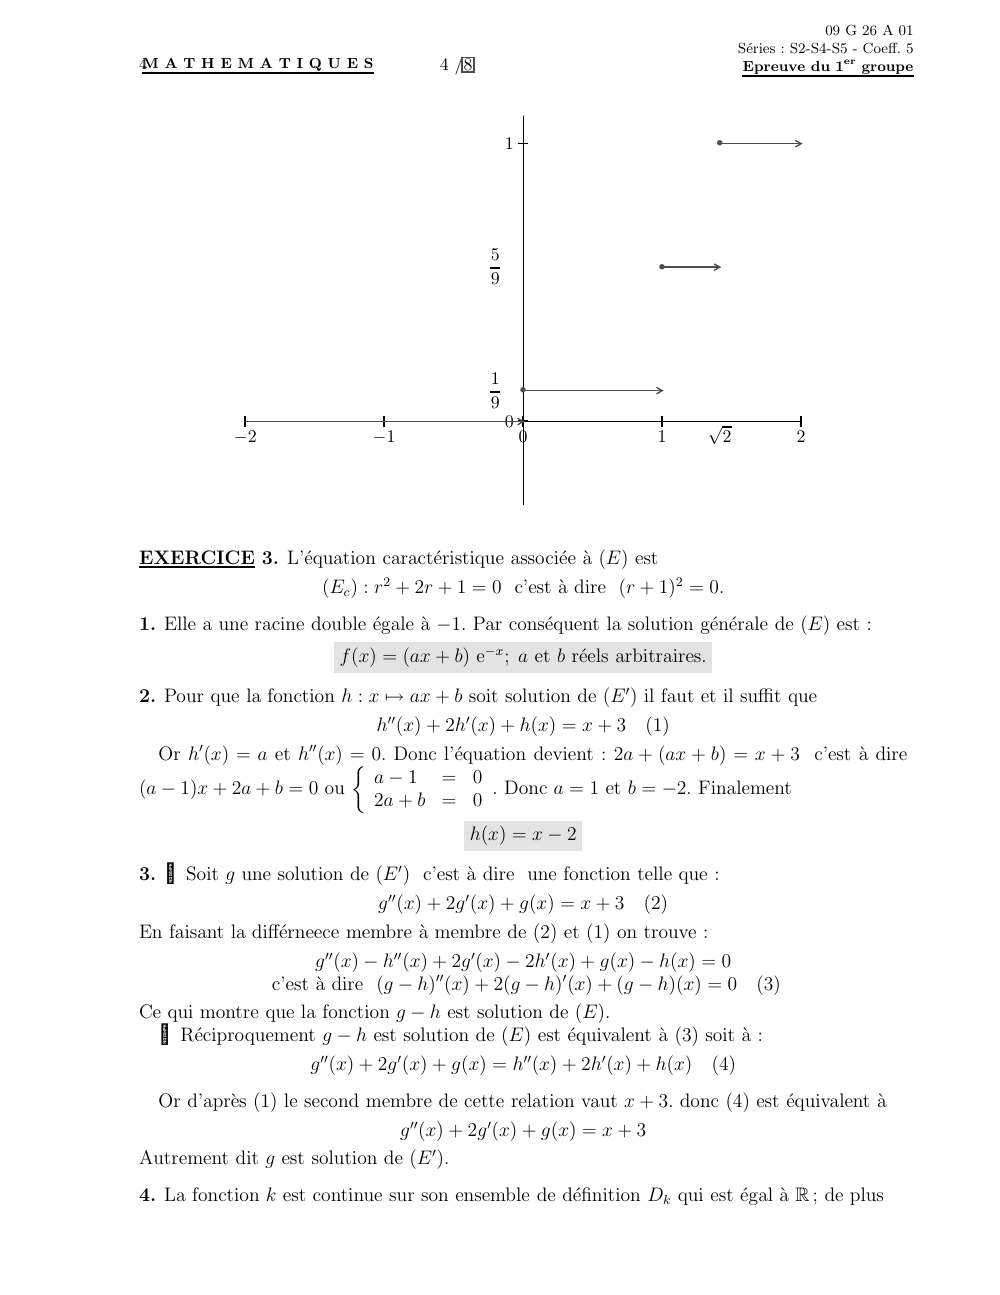 09 G 26 A 01
Séries : S2-S4-S5 - Coeff. 5
M A T H E M A T I Q U E S 4 /8 Epreuve du 1er groupe
1
5/9
1/9
0
−2 −1 0 1 √2 2
EXERCICE 3. L'équation caractéristique associée à (E) est
(E_c) : r² + 2r + 1 = 0 c'est à dire (r + 1)² = 0.
1. Elle a une racine double égale à −1. Par conséquent la solution générale de (E) est :
f(x) = (ax + b) e^{−x}; a et b réels arbitraires.
2. Pour que la fonction h : x ↦ ax + b soit solution de (E′) il faut et il suffit que
h″(x) + 2h′(x) + h(x) = x + 3 (1)
Or h′(x) = a et h″(x) = 0. Donc l'équation devient : 2a + (ax + b) = x + 3 c'est à dire
(a − 1)x + 2a + b = 0 ou { a − 1 = 0
2a + b = 0 . Donc a = 1 et b = −2. Finalement
h(x) = x − 2
3. Soit g une solution de (E′) c'est à dire une fonction telle que :
g″(x) + 2g′(x) + g(x) = x + 3 (2)
En faisant la différneece membre à membre de (2) et (1) on trouve :
g″(x) − h″(x) + 2g′(x) − 2h′(x) + g(x) − h(x) = 0
c'est à dire (g − h)″(x) + 2(g − h)′(x) + (g − h)(x) = 0 (3)
Ce qui montre que la fonction g − h est solution de (E).
Réciproquement g − h est solution de (E) est équivalent à (3) soit à :
g″(x) + 2g′(x) + g(x) = h″(x) + 2h′(x) + h(x) (4)
Or d'après (1) le second membre de cette relation vaut x + 3. donc (4) est équivalent à
g″(x) + 2g′(x) + g(x) = x + 3
Autrement dit g est solution de (E′).
4. La fonction k est continue sur son ensemble de définition D_k qui est égal à ℝ ; de plus